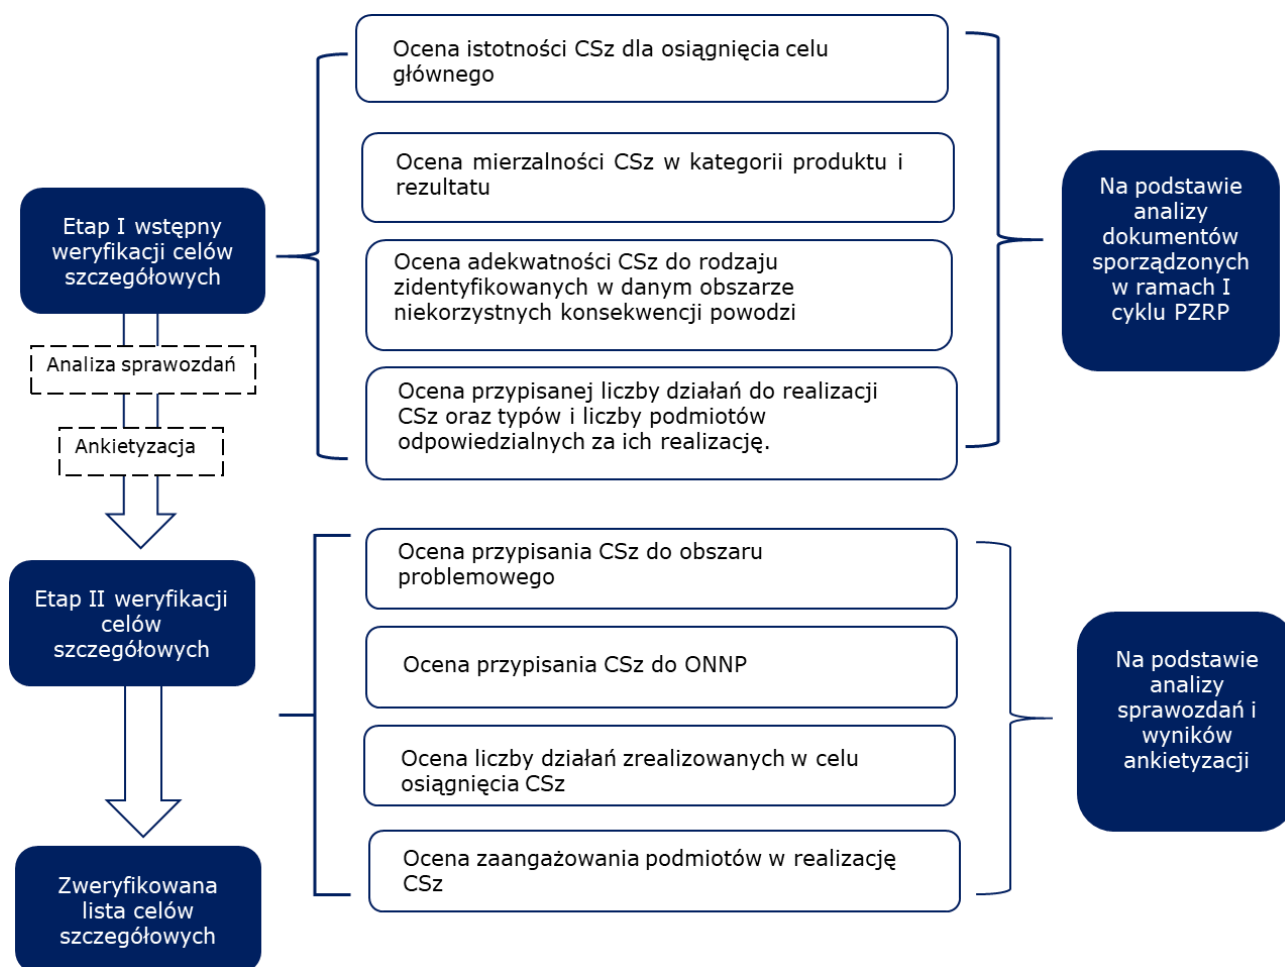 Ocena istotności CSz dla osiągnięcia celu
głównego
Ocena mierzalności CSz w kategorii produktu i
rezultatu
Etap I wstępny
weryfikacji celów
szczegółowych
Ocena adekwatności CSz do rodzaju
zidentyfikowanych w danym obszarze
niekorzystnych konsekwencji powodzi
Na podstawie
analizy
dokumentów
sporządzonych
w ramach I
cyklu PZRP
Analiza sprawozdań
Ankietyzacja
Ocena przypisanej liczby działań do realizacji
CSz oraz typów i liczby podmiotów
odpowiedzialnych za ich realizację.
Etap II weryfikacji
celów
szczegółowych
Ocena przypisania CSz do obszaru
problemowego
Ocena przypisania CSz do ONNP
Ocena liczby działań zrealizowanych w celu
osiągnięcia CSz
Ocena zaangażowania podmiotów w realizację
CSz
Na podstawie
analizy
sprawozdań i
wyników
ankietyzacji
Zweryfikowana
lista celów
szczegółowych